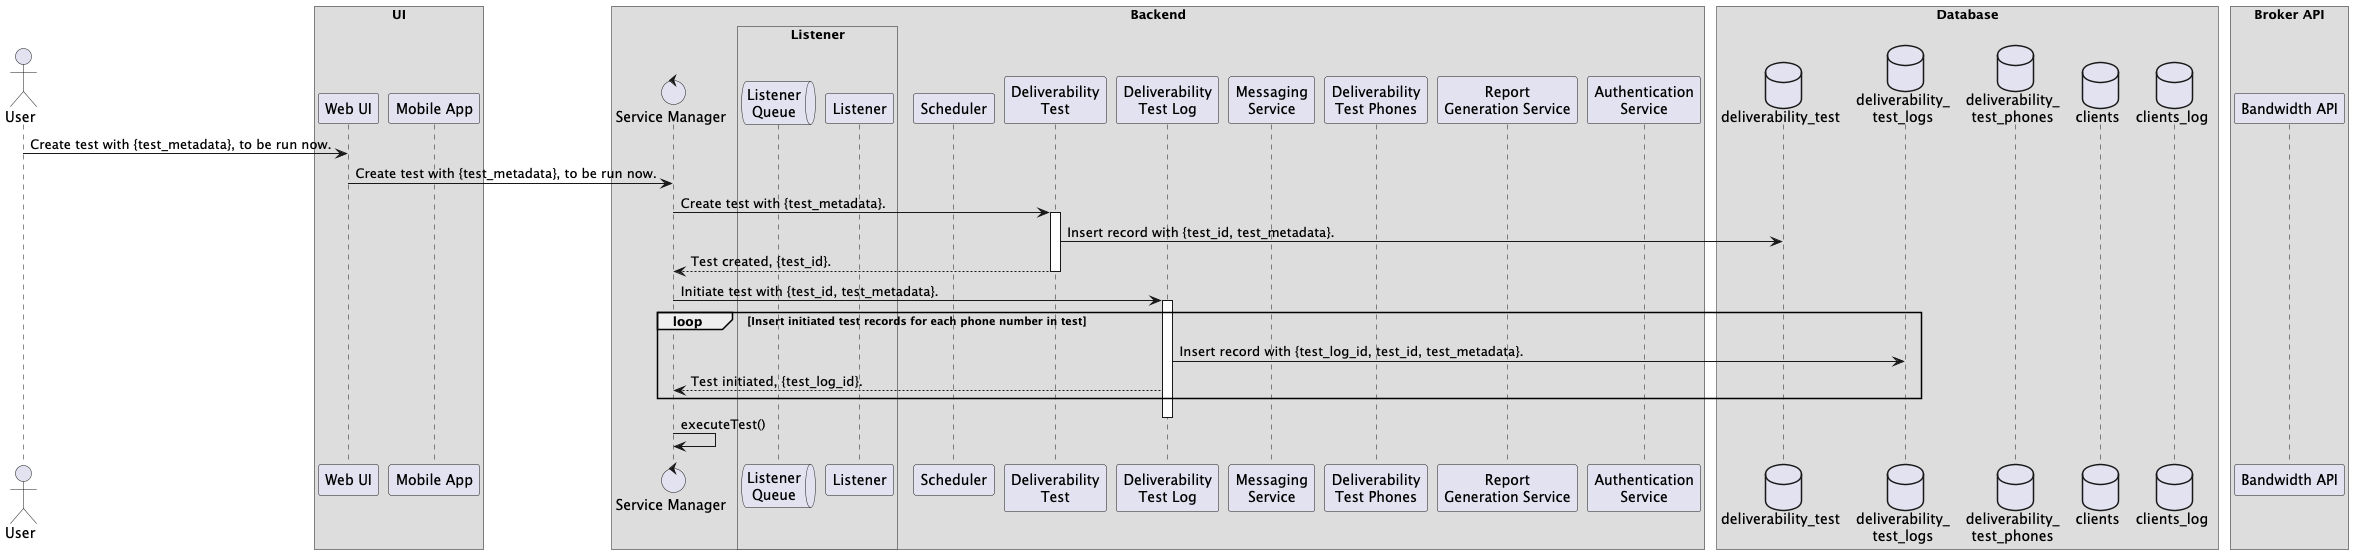 UI
Backend
Database
Broker API
Listener
User
Web UI
Mobile App
Service Manager
Listener
Queue
Listener
Scheduler
Deliverability
Test
Deliverability
Test Log
Messaging
Service
Deliverability
Test Phones
Report
Generation Service
Authentication
Service
deliverability_test
deliverability_
test_logs
deliverability_
test_phones
clients
clients_log
Bandwidth API
Create test with {test_metadata}, to be run now.
Create test with {test_metadata}, to be run now.
Create test with {test_metadata}.
Insert record with {test_id, test_metadata}.
Test created, {test_id}.
Initiate test with {test_id, test_metadata}.
loop [Insert initiated test records for each phone number in test]
Insert record with {test_log_id, test_id, test_metadata}.
Test initiated, {test_log_id}.
executeTest()
User
Web UI
Mobile App
Service Manager
Listener
Queue
Listener
Scheduler
Deliverability
Test
Deliverability
Test Log
Messaging
Service
Deliverability
Test Phones
Report
Generation Service
Authentication
Service
deliverability_test
deliverability_
test_logs
deliverability_
test_phones
clients
clients_log
Bandwidth API